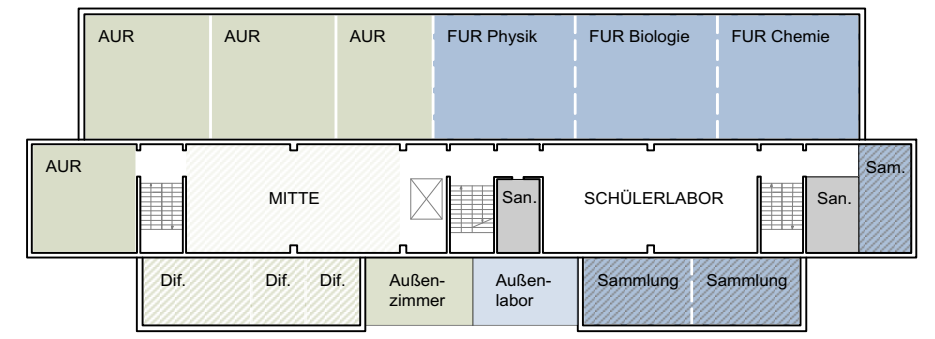 AUR AUR AUR FUR Physik FUR Biologie FUR Chemie
AUR
MITTE
San.
SCHÜLERLABOR
San.
Sam.
Dif. Dif. Dif.
Außen-
zimmer
Außen-
labor
Sammlung Sammlung